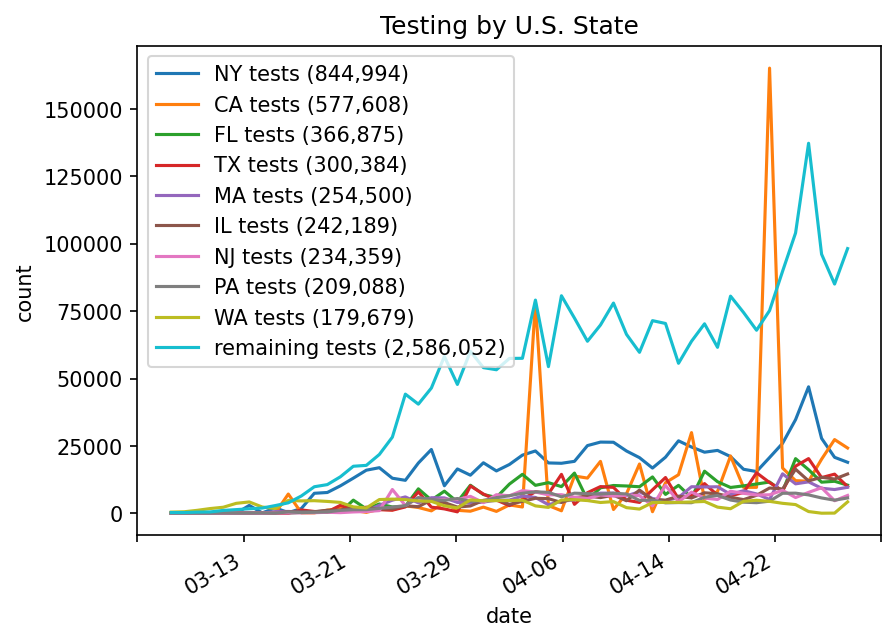 Testing by U.S. State
NY tests (844,994)
CA tests (577,608)
FL tests (366,875)
TX tests (300,384)
MA tests (254,500)
IL tests (242,189)
NJ tests (234,359)
PA tests (209,088)
WA tests (179,679)
remaining tests (2,586,052)
150000
125000
100000
75000
50000
25000
0
count
03-13
03-21
03-29
04-06
04-14
04-22
date